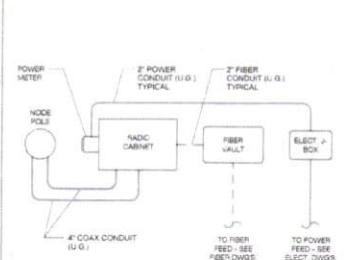 POWER
METER
2" POWER
CONDUIT (U.G.)
TYPICAL
2" FIBER
CONDUIT (U.G.)
TYPICAL
NODE
POLE
RADIO
CABINET
FIBER
VAULT
ELECT. J-
BOX
4" COAX CONDUIT
(U.G.)
TO FIBER
FEED - SEE
FIBER DWGS
TO POWER
FEED - SEE
ELECT. DWGS